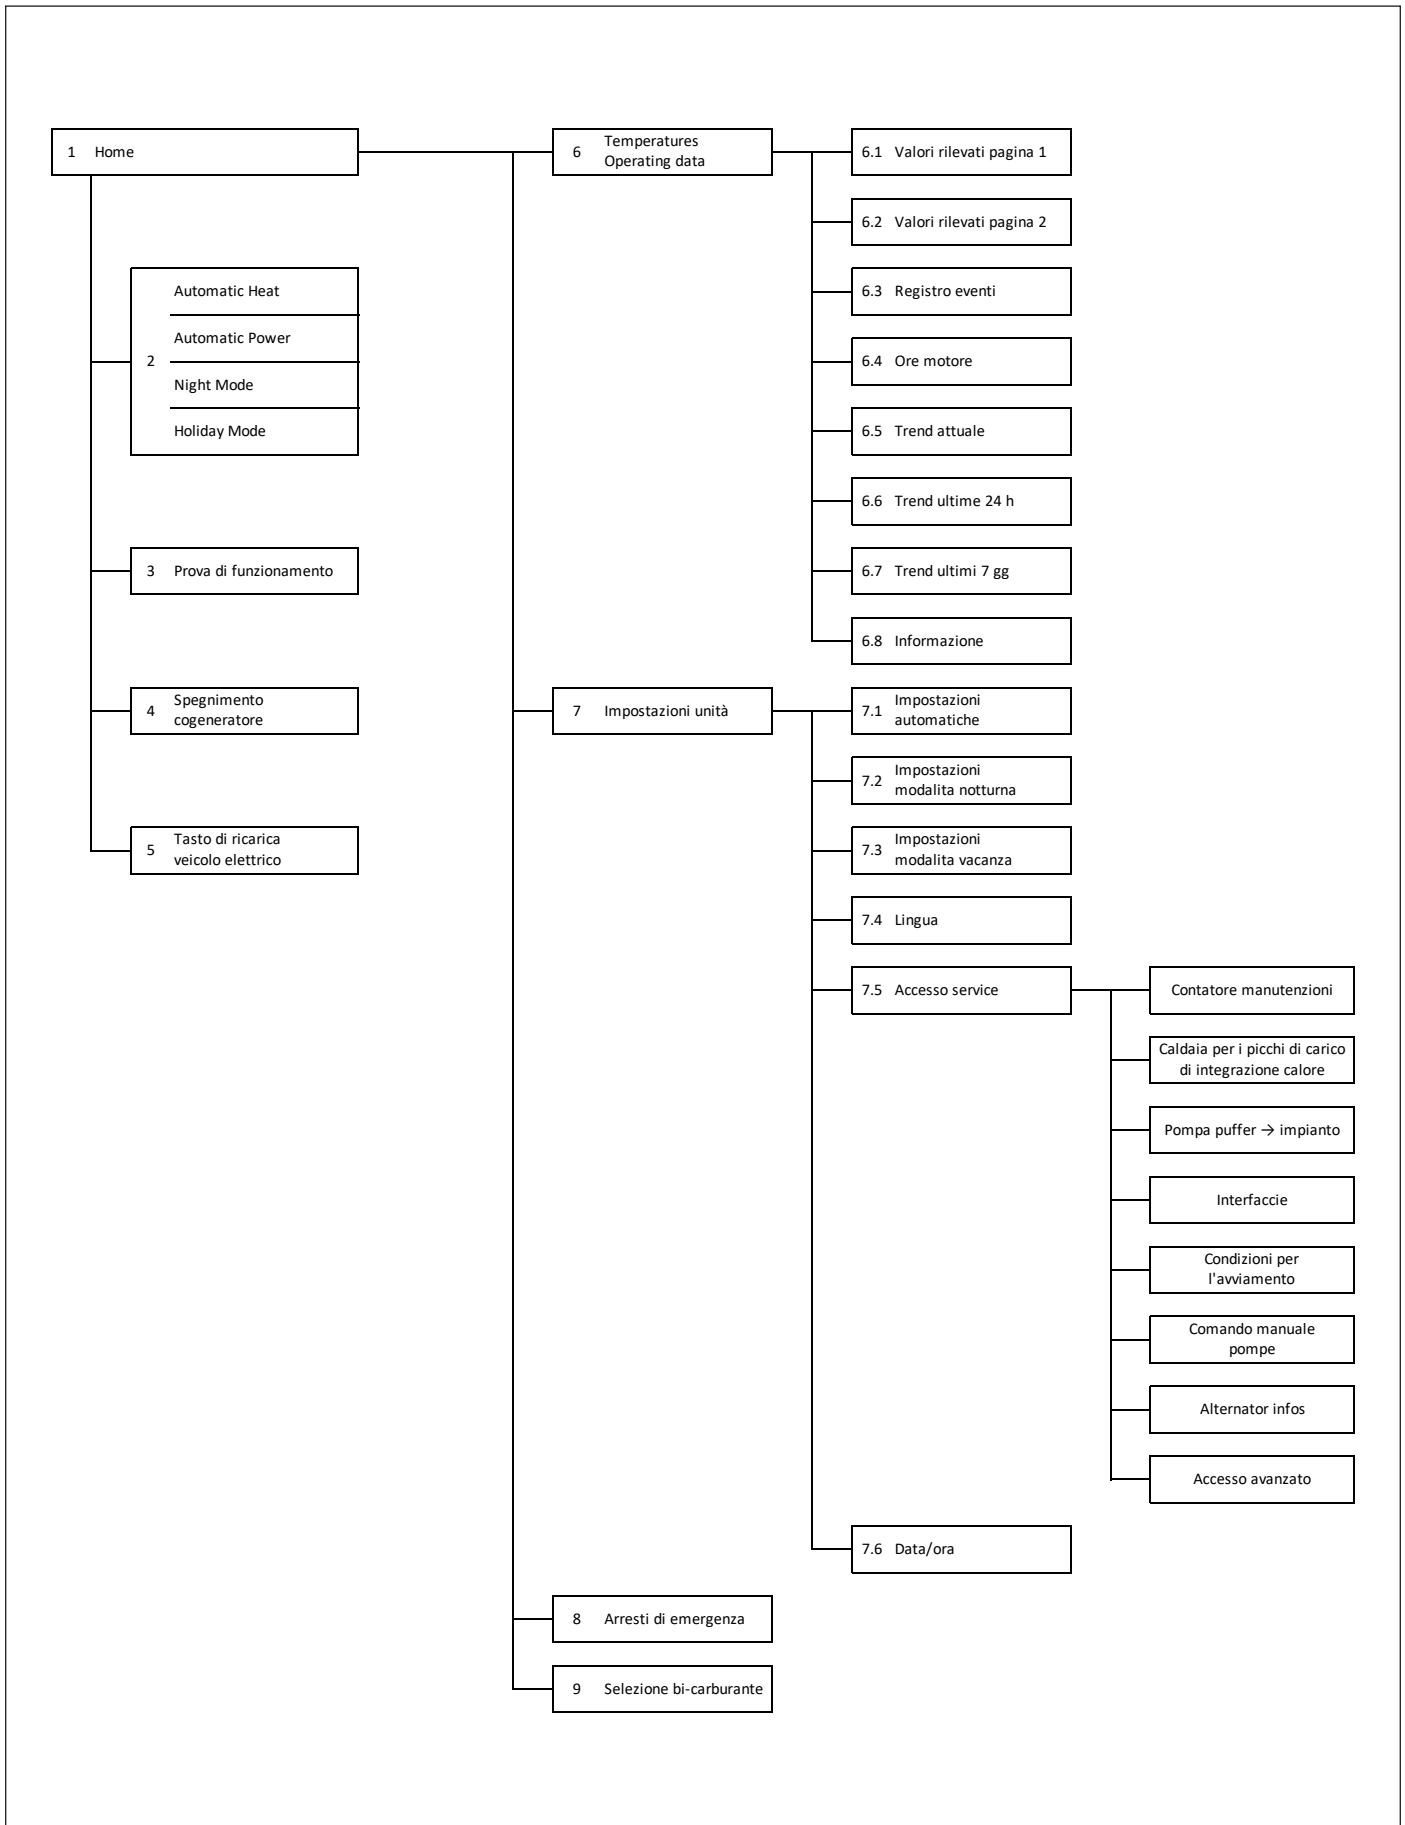 1 Home
2
Automatic Heat
Automatic Power
Night Mode
Holiday Mode
3 Prova di funzionamento
4 Spegnimento
cogeneratore
5 Tasto di ricarica
veicolo elettrico
6 Temperatures
Operating data
6.1 Valori rilevati pagina 1
6.2 Valori rilevati pagina 2
6.3 Registro eventi
6.4 Ore motore
6.5 Trend attuale
6.6 Trend ultime 24 h
6.7 Trend ultimi 7 gg
6.8 Informazione
7 Impostazioni unità
7.1 Impostazioni
automatiche
7.2 Impostazioni
modalita notturna
7.3 Impostazioni
modalita vacanza
7.4 Lingua
7.5 Accesso service
Contatore manutenzioni
Caldaia per i picchi di carico
di integrazione calore
Pompa puffer → impianto
Interfaccie
Condizioni per
l'avviamento
Comando manuale
pompe
Alternator infos
Accesso avanzato
7.6 Data/ora
8 Arresti di emergenza
9 Selezione bi-carburante